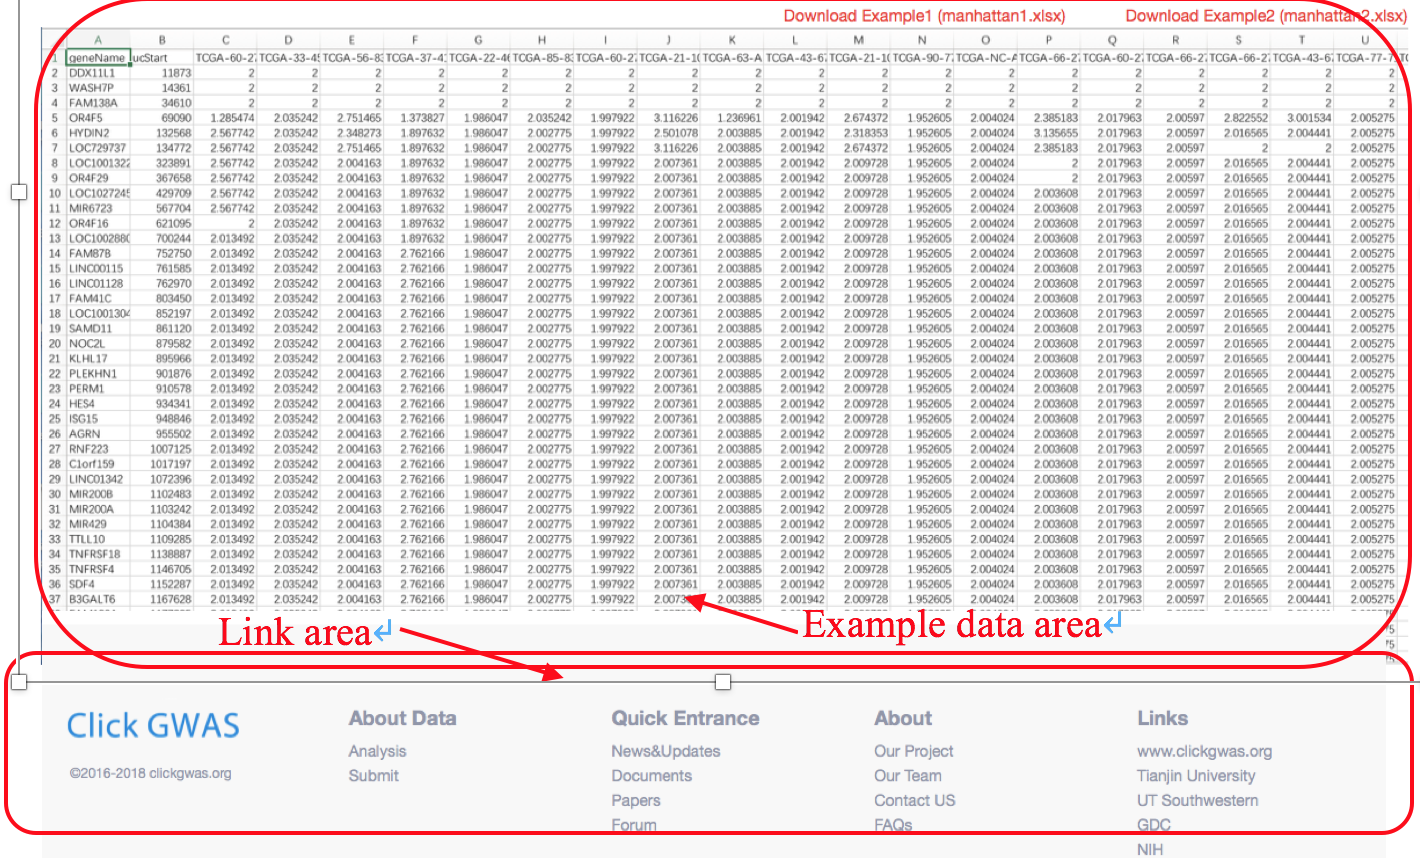 Download Example1 (manhattan1.xlsx) Download Example2 (manhattan2.xlsx)
A B C D E F G H I J K L M N O P Q R S T U
1 geneName ucStart TCGA-60-27 TCGA-33-45 TCGA-56-83 TCGA-37-41 TCGA-22-46 TCGA-85-83 TCGA-60-27 TCGA-21-10 TCGA-63-A TCGA-43-67 TCGA-21-10 TCGA-90-77 TCGA-NC-A TCGA-66-27 TCGA-60-27 TCGA-66-27 TCGA-66-27 TCGA-43-67 TCGA-77-7
2 DDX11L1 11873 2 2 2 2 2 2 2 2 2 2 2 2 2 2 2 2 2 2 2
3 WASH7P 14361 2 2 2 2 2 2 2 2 2 2 2 2 2 2 2 2 2 2 2
4 FAM138A 34610 2 2 2 2 2 2 2 2 2 2 2 2 2 2 2 2 2 2 2
5 OR4F5 69090 1.285474 2.035242 2.751465 1.373827 1.986047 2.035242 1.997922 3.116226 1.236961 2.001942 2.674372 1.952605 2.004024 2.385183 2.017963 2.00597 2.822552 3.001534 2.005275
6 HYDIN2 132568 2.567742 2.035242 2.348273 1.897632 1.986047 2.002775 1.997922 2.501078 2.003885 2.001942 2.318353 1.952605 2.004024 3.135655 2.017963 2.00597 2.016565 2.004441 2.005275
7 LOC729737 134772 2.567742 2.035242 2.751465 1.897632 1.986047 2.002775 1.997922 3.116226 2.003885 2.001942 2.674372 1.952605 2.004024 2.385183 2.017963 2.00597 2 2 2.005275
8 LOC1001322 323891 2.567742 2.035242 2.004163 1.897632 1.986047 2.002775 1.997922 2.007361 2.003885 2.001942 2.009728 1.952605 2.004024 2 2.017963 2.00597 2.016565 2.004441 2.005275
9 OR4F29 367658 2.567742 2.035242 2.004163 1.897632 1.986047 2.002775 1.997922 2.007361 2.003885 2.001942 2.009728 1.952605 2.004024 2 2.017963 2.00597 2.016565 2.004441 2.005275
10 LOC1027245 429709 2.567742 2.035242 2.004163 1.897632 1.986047 2.002775 1.997922 2.007361 2.003885 2.001942 2.009728 1.952605 2.004024 2.003608 2.017963 2.00597 2.016565 2.004441 2.005275
11 MIR6723 567704 2.567742 2.035242 2.004163 1.897632 1.986047 2.002775 1.997922 2.007361 2.003885 2.001942 2.009728 1.952605 2.004024 2.003608 2.017963 2.00597 2.016565 2.004441 2.005275
12 OR4F16 621095 2 2.035242 2.004163 1.897632 1.986047 2.002775 1.997922 2.007361 2.003885 2.001942 2.009728 1.952605 2.004024 2.003608 2.017963 2.00597 2.016565 2.004441 2.005275
13 LOC1002880 700244 2.013492 2.035242 2.004163 1.897632 1.986047 2.002775 1.997922 2.007361 2.003885 2.001942 2.009728 1.952605 2.004024 2.003608 2.017963 2.00597 2.016565 2.004441 2.005275
14 FAM87B 752750 2.013492 2.035242 2.004163 2.762166 1.986047 2.002775 1.997922 2.007361 2.003885 2.001942 2.009728 1.952605 2.004024 2.003608 2.017963 2.00597 2.016565 2.004441 2.005275
15 LINC00115 761585 2.013492 2.035242 2.004163 2.762166 1.986047 2.002775 1.997922 2.007361 2.003885 2.001942 2.009728 1.952605 2.004024 2.003608 2.017963 2.00597 2.016565 2.004441 2.005275
16 LINC01128 762970 2.013492 2.035242 2.004163 2.762166 1.986047 2.002775 1.997922 2.007361 2.003885 2.001942 2.009728 1.952605 2.004024 2.003608 2.017963 2.00597 2.016565 2.004441 2.005275
17 FAM41C 803450 2.013492 2.035242 2.004163 2.762166 1.986047 2.002775 1.997922 2.007361 2.003885 2.001942 2.009728 1.952605 2.004024 2.003608 2.017963 2.00597 2.016565 2.004441 2.005275
18 LOC1001304 852197 2.013492 2.035242 2.004163 2.762166 1.986047 2.002775 1.997922 2.007361 2.003885 2.001942 2.009728 1.952605 2.004024 2.003608 2.017963 2.00597 2.016565 2.004441 2.005275
19 SAMD11 861120 2.013492 2.035242 2.004163 2.762166 1.986047 2.002775 1.997922 2.007361 2.003885 2.001942 2.009728 1.952605 2.004024 2.003608 2.017963 2.00597 2.016565 2.004441 2.005275
20 NOC2L 879582 2.013492 2.035242 2.004163 2.762166 1.986047 2.002775 1.997922 2.007361 2.003885 2.001942 2.009728 1.952605 2.004024 2.003608 2.017963 2.00597 2.016565 2.004441 2.005275
21 KLHL17 895966 2.013492 2.035242 2.004163 2.762166 1.986047 2.002775 1.997922 2.007361 2.003885 2.001942 2.009728 1.952605 2.004024 2.003608 2.017963 2.00597 2.016565 2.004441 2.005275
22 PLEKHN1 901876 2.013492 2.035242 2.004163 2.762166 1.986047 2.002775 1.997922 2.007361 2.003885 2.001942 2.009728 1.952605 2.004024 2.003608 2.017963 2.00597 2.016565 2.004441 2.005275
23 PERM1 910578 2.013492 2.035242 2.004163 2.762166 1.986047 2.002775 1.997922 2.007361 2.003885 2.001942 2.009728 1.952605 2.004024 2.003608 2.017963 2.00597 2.016565 2.004441 2.005275
24 HES4 934341 2.013492 2.035242 2.004163 2.762166 1.986047 2.002775 1.997922 2.007361 2.003885 2.001942 2.009728 1.952605 2.004024 2.003608 2.017963 2.00597 2.016565 2.004441 2.005275
25 ISG15 948846 2.013492 2.035242 2.004163 2.762166 1.986047 2.002775 1.997922 2.007361 2.003885 2.001942 2.009728 1.952605 2.004024 2.003608 2.017963 2.00597 2.016565 2.004441 2.005275
26 AGRN 955502 2.013492 2.035242 2.004163 2.762166 1.986047 2.002775 1.997922 2.007361 2.003885 2.001942 2.009728 1.952605 2.004024 2.003608 2.017963 2.00597 2.016565 2.004441 2.005275
27 RNF223 1007125 2.013492 2.035242 2.004163 2.762166 1.986047 2.002775 1.997922 2.007361 2.003885 2.001942 2.009728 1.952605 2.004024 2.003608 2.017963 2.00597 2.016565 2.004441 2.005275
28 C1orf159 1017197 2.013492 2.035242 2.004163 2.762166 1.986047 2.002775 1.997922 2.007361 2.003885 2.001942 2.009728 1.952605 2.004024 2.003608 2.017963 2.00597 2.016565 2.004441 2.005275
29 LINC01342 1072396 2.013492 2.035242 2.004163 2.762166 1.986047 2.002775 1.997922 2.007361 2.003885 2.001942 2.009728 1.952605 2.004024 2.003608 2.017963 2.00597 2.016565 2.004441 2.005275
30 MIR200B 1102483 2.013492 2.035242 2.004163 2.762166 1.986047 2.002775 1.997922 2.007361 2.003885 2.001942 2.009728 1.952605 2.004024 2.003608 2.017963 2.00597 2.016565 2.004441 2.005275
31 MIR200A 1103242 2.013492 2.035242 2.004163 2.762166 1.986047 2.002775 1.997922 2.007361 2.003885 2.001942 2.009728 1.952605 2.004024 2.003608 2.017963 2.00597 2.016565 2.004441 2.005275
32 MIR429 1104384 2.013492 2.035242 2.004163 2.762166 1.986047 2.002775 1.997922 2.007361 2.003885 2.001942 2.009728 1.952605 2.004024 2.003608 2.017963 2.00597 2.016565 2.004441 2.005275
33 TTLL10 1109285 2.013492 2.035242 2.004163 2.762166 1.986047 2.002775 1.997922 2.007361 2.003885 2.001942 2.009728 1.952605 2.004024 2.003608 2.017963 2.00597 2.016565 2.004441 2.005275
34 TNFRSF18 1138887 2.013492 2.035242 2.004163 2.762166 1.986047 2.002775 1.997922 2.007361 2.003885 2.001942 2.009728 1.952605 2.004024 2.003608 2.017963 2.00597 2.016565 2.004441 2.005275
35 TNFRSF4 1146705 2.013492 2.035242 2.004163 2.762166 1.986047 2.002775 1.997922 2.007361 2.003885 2.001942 2.009728 1.952605 2.004024 2.003608 2.017963 2.00597 2.016565 2.004441 2.005275
36 SDF4 1152287 2.013492 2.035242 2.004163 2.762166 1.986047 2.002775 1.997922 2.007361 2.003885 2.001942 2.009728 1.952605 2.004024 2.003608 2.017963 2.00597 2.016565 2.004441 2.005275
37 B3GALT6 1167628 2.013492 2.035242 2.004163 2.762166 1.986047 2.002775 1.997922 2.00736 2.003885 2.001942 2.009728 1.952605 2.004024 2.003608 2.017963 2.00597 2.016565 2.004441 2.005275
Link area↵ Example data area↵
Click GWAS
©2016-2018 clickgwas.org
About Data
Analysis
Submit
Quick Entrance
News&Updates
Documents
Papers
Forum
About
Our Project
Our Team
Contact US
FAQs
Links
www.clickgwas.org
Tianjin University
UT Southwestern
GDC
NIH